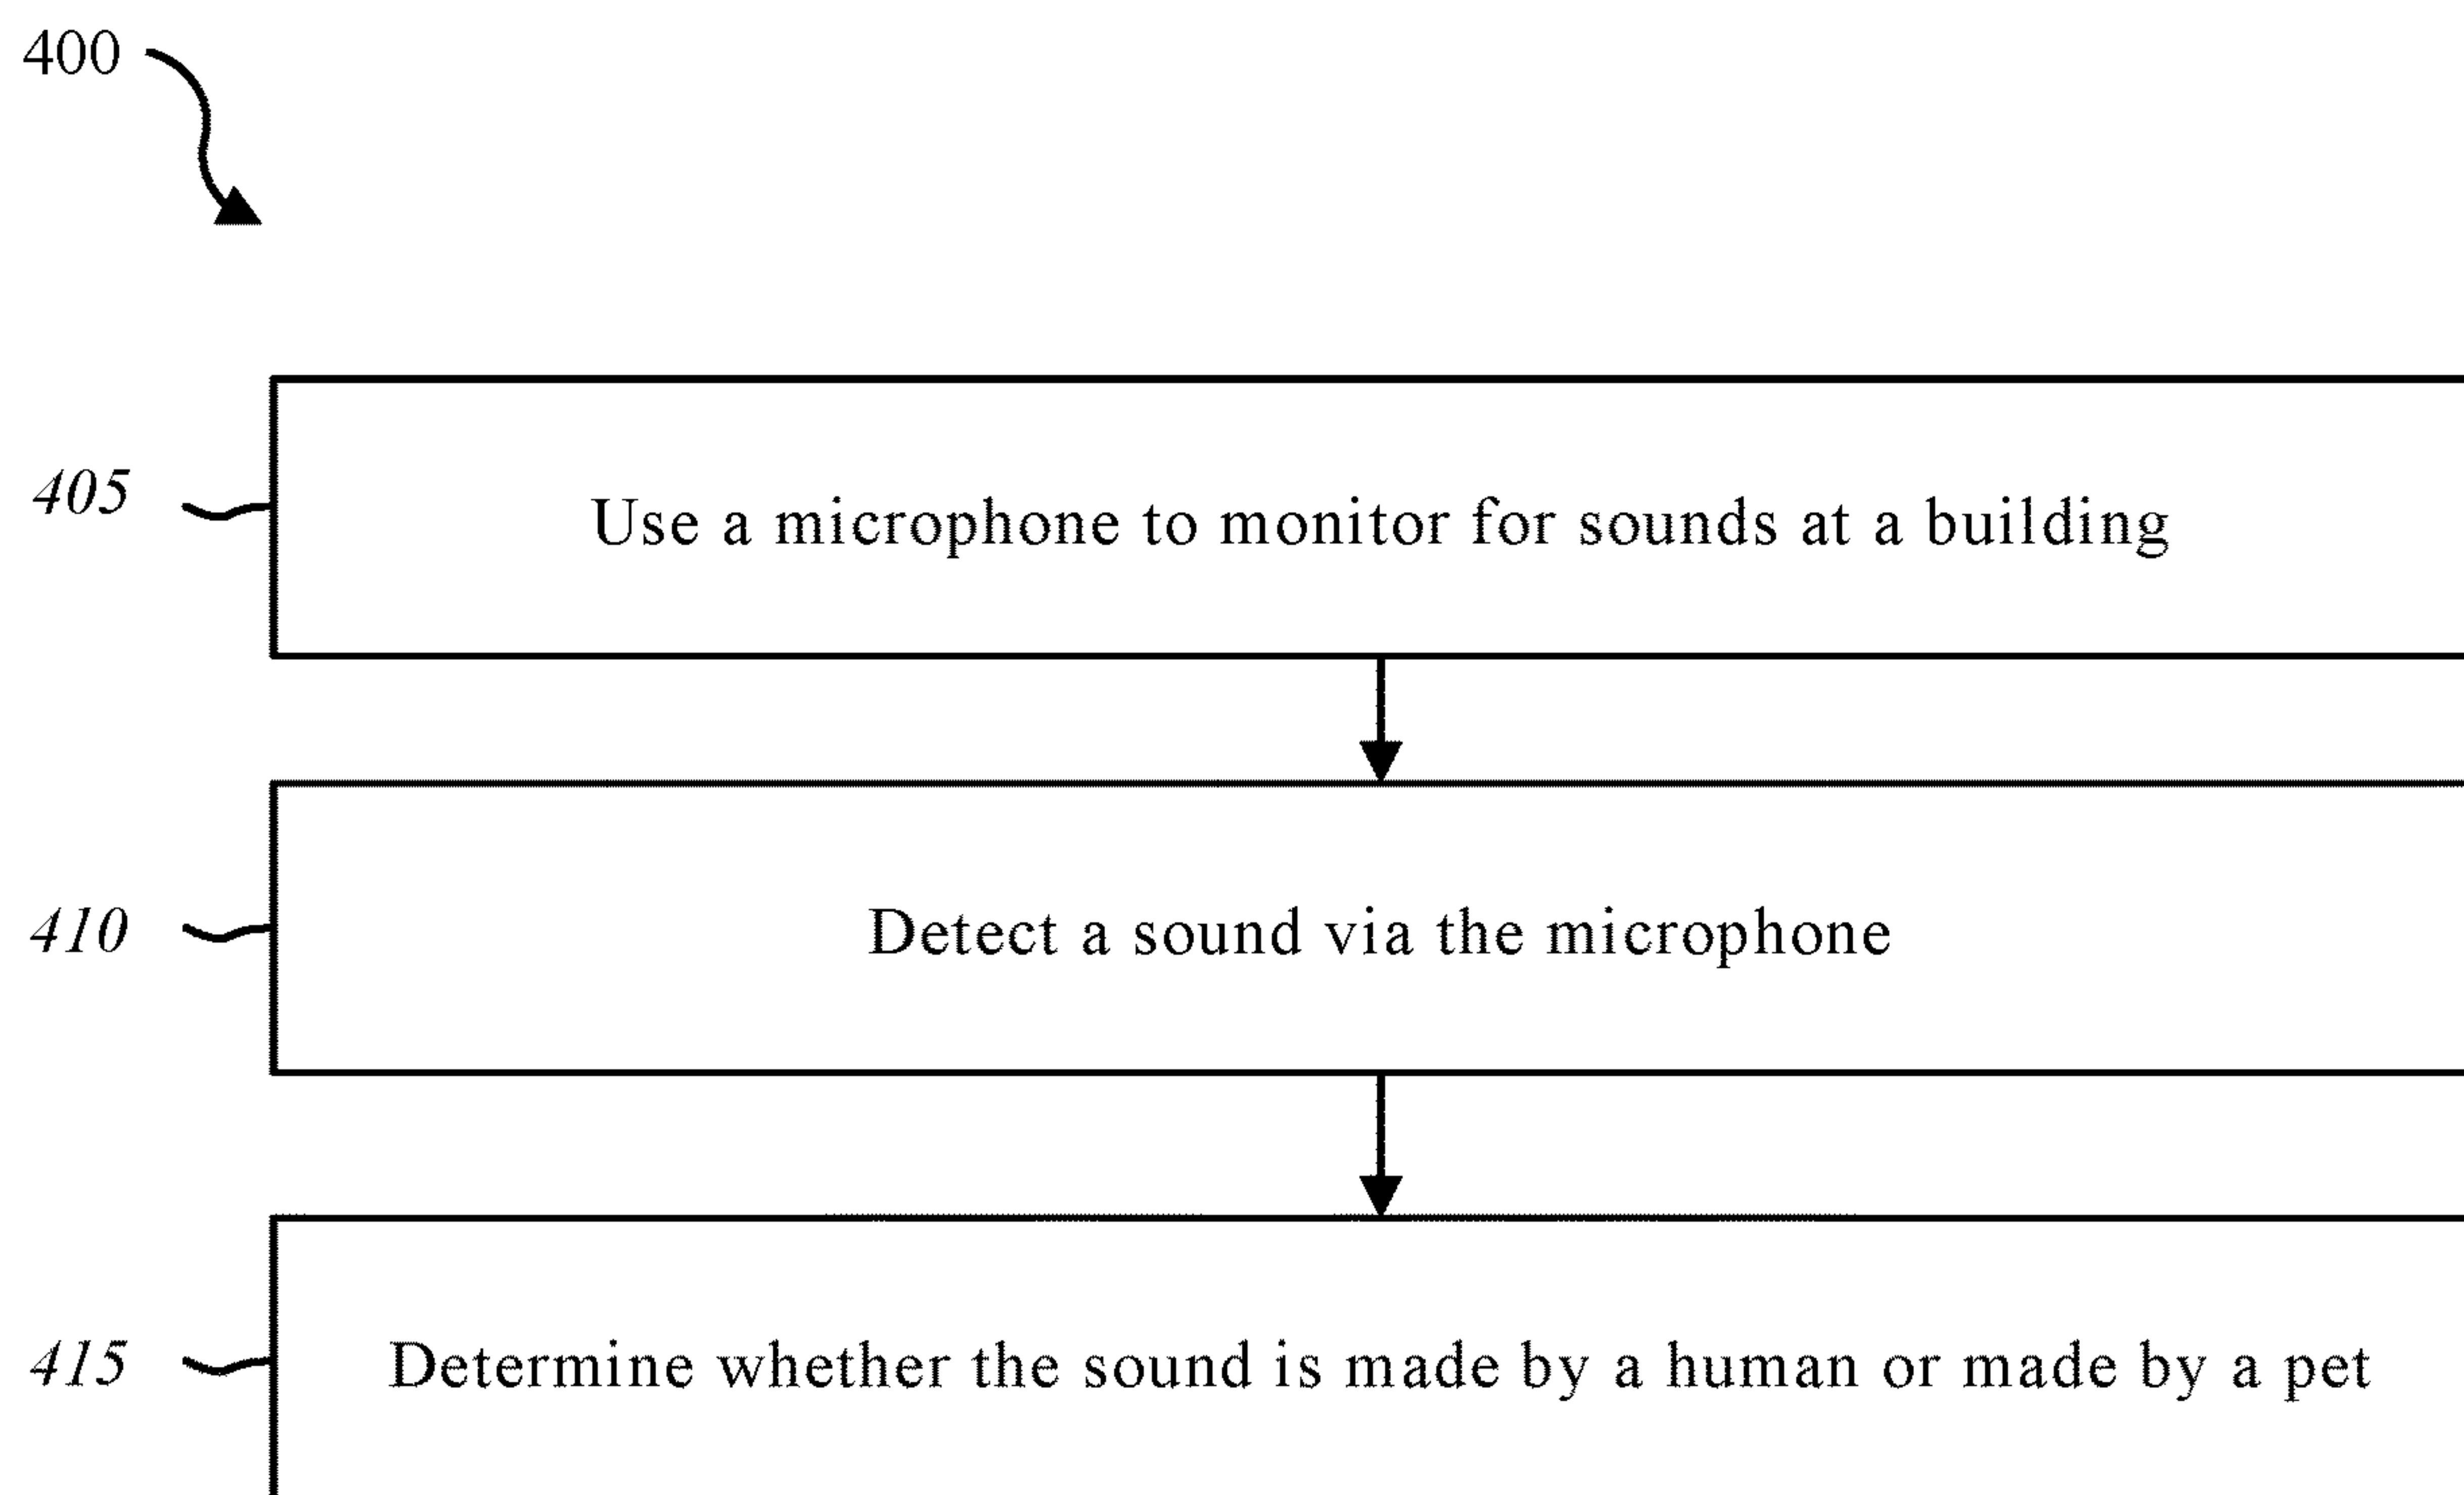 400
405
Use a microphone to monitor for sounds at a building
410
Detect a sound via the microphone
415
Determine whether the sound is made by a human or made by a pet